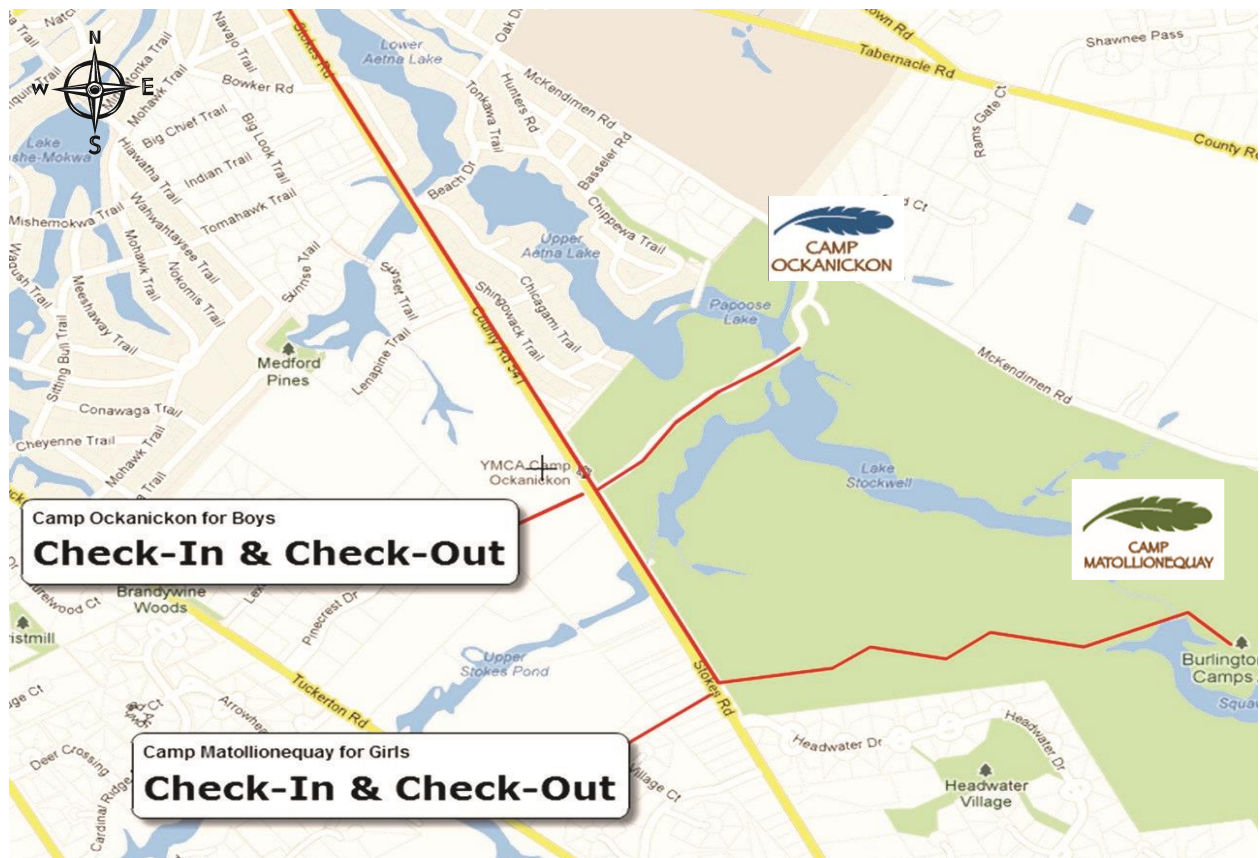 N
W
E
S
Navajo Trail
Mohawk Trail
Bowker Rd
Big Chief Trail
Big Look Trail
Hiawatha Trail
Indian Trail
Tomahawk Trail
Lake
Mishemokwa Trail
Wahwahtaysee Trail
Mohawk Trail
Nokomis Trail
Meeshaway Trail
Sitting Bull Trail
Sunrise Trail
Sunset Trail
Medford
Pines
Lenapine Trail
Conawaga Trail
Cheyenne Trail
Mohawk Trail
Stokes Rd
Lower
Aetna Lake
Oak D
McKendimen Rd
Hunters Rd
Tonkawa Trail
Basseler Rd
Beach Dr
Chippewa Trail
Upper
Aetna Lake
Chicagami Trail
Shingowack Trail
County Rd 541
Tabernacle Rd
Shawnee Pass
Rams Gate Ct
County Rd
CAMP
OCKANICKON
Papoose
Lake
McKendimen Rd
YMCA Camp
Ockanickon
Lake
Stockwell
CAMP
MATOLLIONEQUAY
Camp Ockanickon for Boys
Check-In & Check-Out
Brandywine
Woods
Pinecrest Dr
Upper
Stokes Pond
Tuckerton Rd
Stokes Rd
Burlington
Camps
Deer Crossing
Cardinal Ridge
Camp Matollionequay for Girls
Check-In & Check-Out
Village Ct
Headwater Dr
Headwater Dr
Headwater
Village